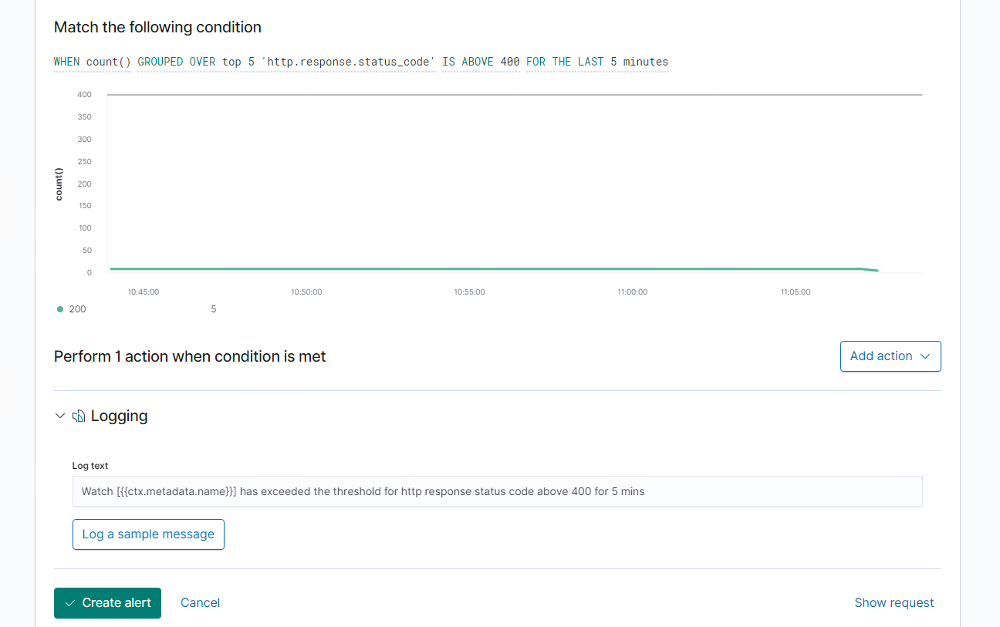 Match the following condition
WHEN count() GROUPED OVER top 5 'http.response.status_code' IS ABOVE 400 FOR THE LAST 5 minutes
400
350
300
250
200
150
100
50
0
count()
10:45:00 10:50:00 10:55:00 11:00:00 11:05:00
200 5
Perform 1 action when condition is met
Add action
Logging
Log text
Watch [{{ctx.metadata.name}}] has exceeded the threshold for http response status code above 400 for 5 mins
Log a sample message
Create alert Cancel Show request